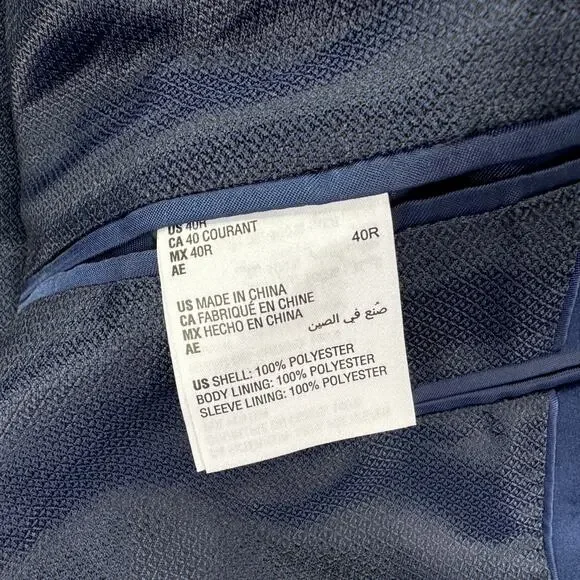 US 40R
CA 40 COURANT
MX 40R 40R
AE
US MADE IN CHINA
CA FABRIQUÉ EN CHINE
MX HECHO EN CHINA صُنع في الصين
AE
US SHELL: 100% POLYESTER
BODY LINING: 100% POLYESTER
SLEEVE LINING: 100% POLYESTER